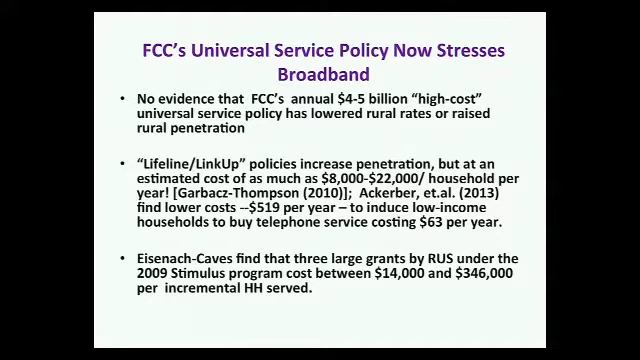 FCC's Universal Service Policy Now Stresses
Broadband
• No evidence that FCC's annual $4-5 billion "high-cost"
universal service policy has lowered rural rates or raised
rural penetration
• "Lifeline/LinkUp" policies increase penetration, but at an
estimated cost of as much as $8,000-$22,000/ household per
year! [Garbacz-Thompson (2010)]; Ackerber, et.al. (2013)
find lower costs --$519 per year – to induce low-income
households to buy telephone service costing $63 per year.
• Eisenach-Caves find that three large grants by RUS under the
2009 Stimulus program cost between $14,000 and $346,000
per incremental HH served.